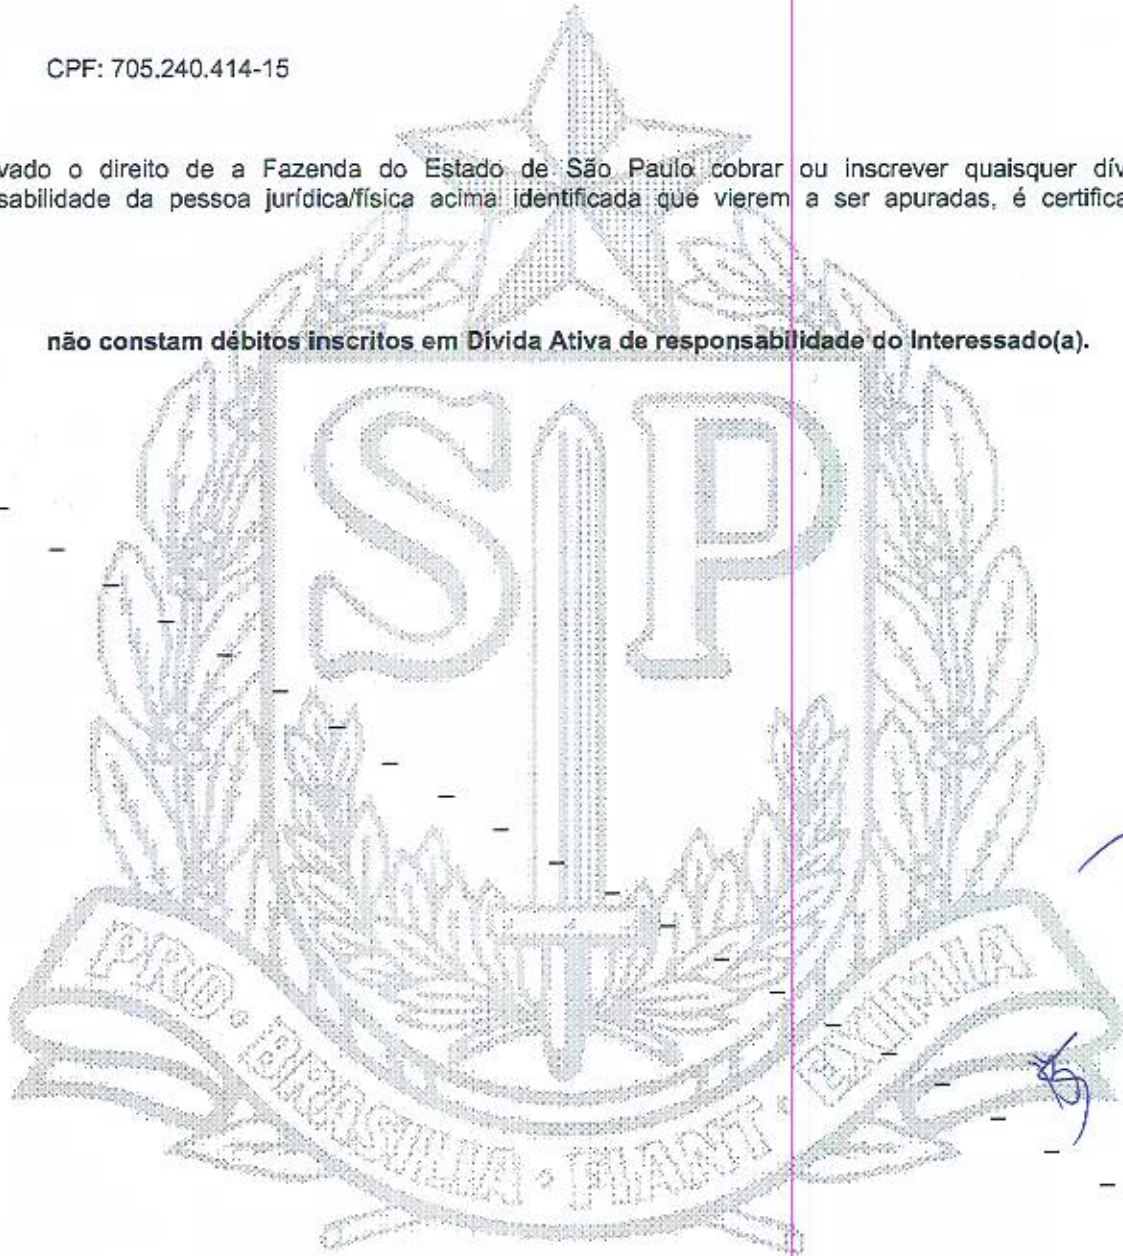 CPF: 705.240.414-15
vado o direito de a Fazenda do Estado de São Paulo cobrar ou inscrever quaisquer dív
sabilidade da pessoa jurídica/física acima identificada que vierem a ser apuradas, é certifica
não constam débitos inscritos em Dívida Ativa de responsabilidade do Interessado(a).
SP
PRO • BRASILIA • FIANT • EXIMIA